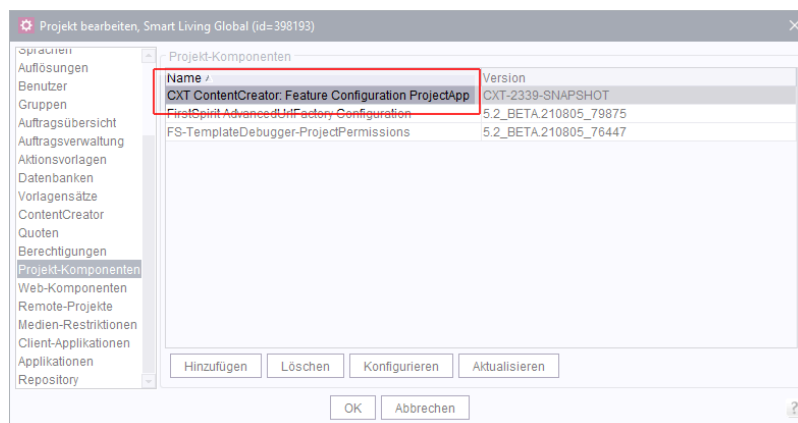 Projekt bearbeiten, Smart Living Global (id=398193)
Sprachen
Auflösungen
Benutzer
Gruppen
Auftragsübersicht
Auftragsverwaltung
Aktionsvorlagen
Datenbanken
Vorlagensätze
ContentCreator
Quoten
Berechtigungen
Projekt-Komponenten
Web-Komponenten
Remote-Projekte
Medien-Restriktionen
Client-Applikationen
Applikationen
Repository
Projekt-Komponenten
Name Version
CXT ContentCreator: Feature Configuration ProjectApp CXT-2339-SNAPSHOT
FirstSpirit AdvancedUrlFactory Configuration 5.2_BETA.210805_79875
FS-TemplateDebugger-ProjectPermissions 5.2_BETA.210805_76447
Hinzufügen Löschen Konfigurieren Aktualisieren
OK Abbrechen ?